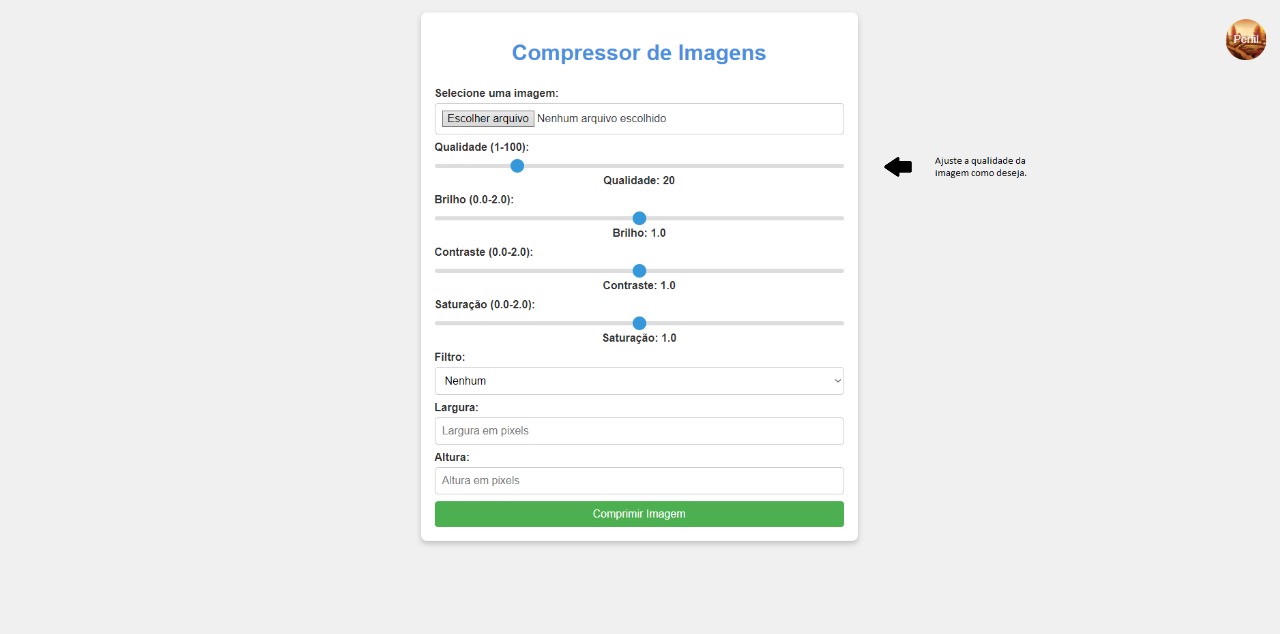 Compressor de Imagens
Perfil
Selecione uma imagem:
Escolher arquivo Nenhum arquivo escolhido
Qualidade (1-100):
Ajuste a qualidade da
imagem como deseja.
Qualidade: 20
Brilho (0.0-2.0):
Brilho: 1.0
Contraste (0.0-2.0):
Contraste: 1.0
Saturação (0.0-2.0):
Saturação: 1.0
Filtro:
Nenhum
Largura:
Largura em pixels
Altura:
Altura em pixels
Comprimir Imagem